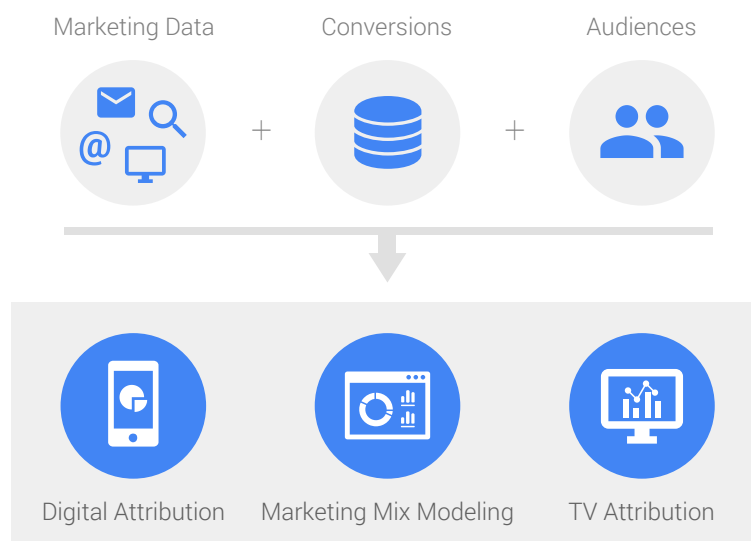 Marketing Data
Conversions
Audiences
@
+
+
Digital Attribution
Marketing Mix Modeling
TV Attribution